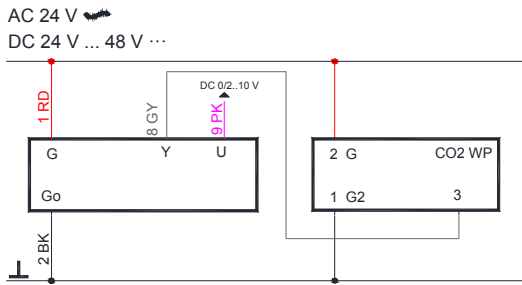 AC 24 V
DC 24 V ... 48 V ⋯
DC 0/2..10 V
1 RD
8 GY
9 PK
G
Y
U
2 G
CO2 WP
Go
1 G2
3
2 BK